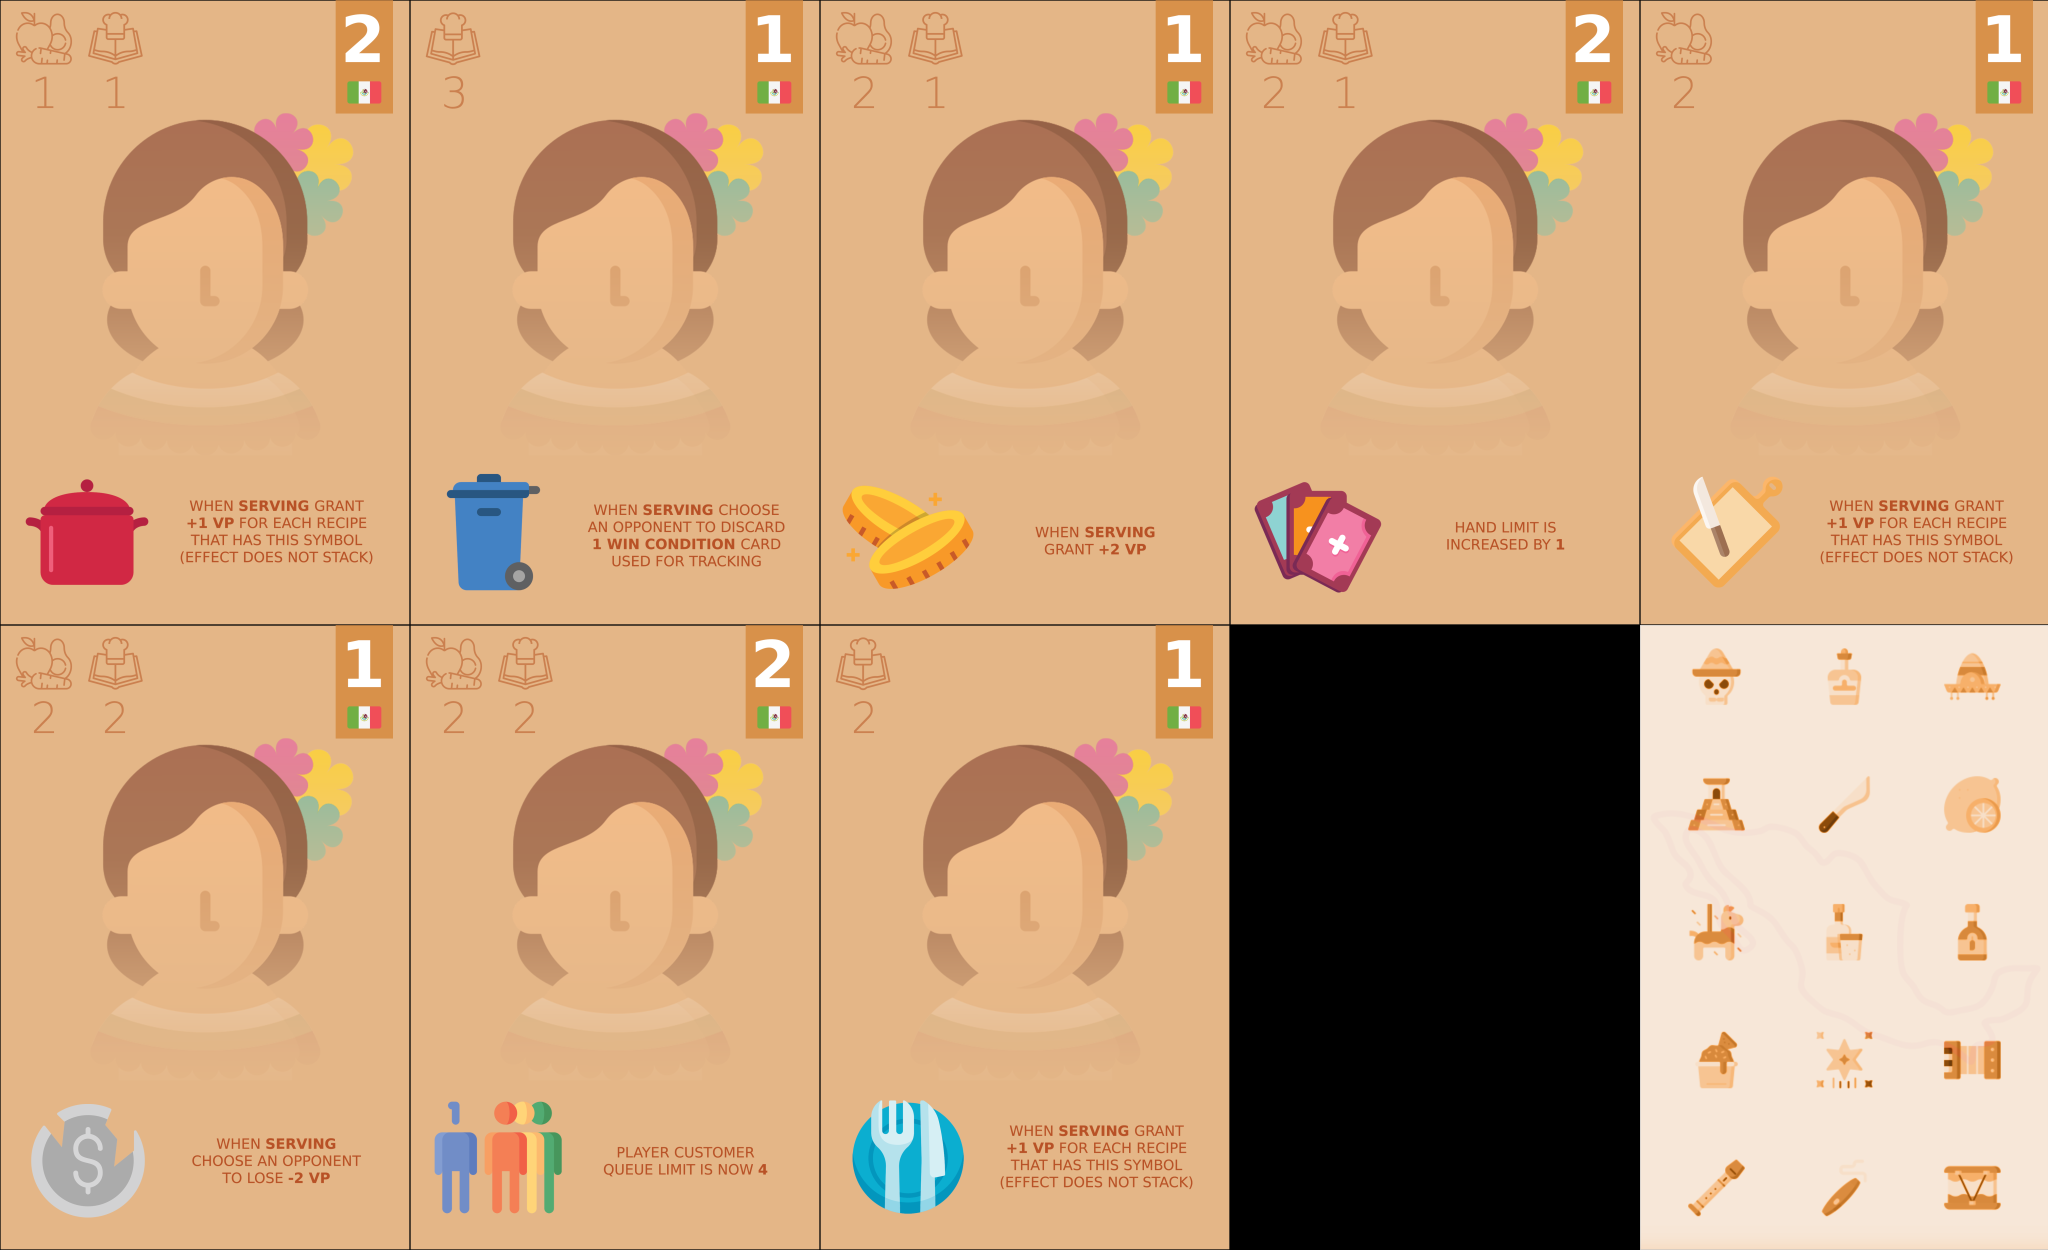 2
1 1
WHEN SERVING GRANT
+1 VP FOR EACH RECIPE
THAT HAS THIS SYMBOL
(EFFECT DOES NOT STACK)
1
3
WHEN SERVING CHOOSE
AN OPPONENT TO DISCARD
1 WIN CONDITION CARD
USED FOR TRACKING
1
2 1
WHEN SERVING
GRANT +2 VP
2
2 1
HAND LIMIT IS
INCREASED BY 1
1
2
WHEN SERVING GRANT
+1 VP FOR EACH RECIPE
THAT HAS THIS SYMBOL
(EFFECT DOES NOT STACK)
1
2 2
$
WHEN SERVING
CHOOSE AN OPPONENT
TO LOSE -2 VP
2
2 2
PLAYER CUSTOMER
QUEUE LIMIT IS NOW 4
1
2
WHEN SERVING GRANT
+1 VP FOR EACH RECIPE
THAT HAS THIS SYMBOL
(EFFECT DOES NOT STACK)